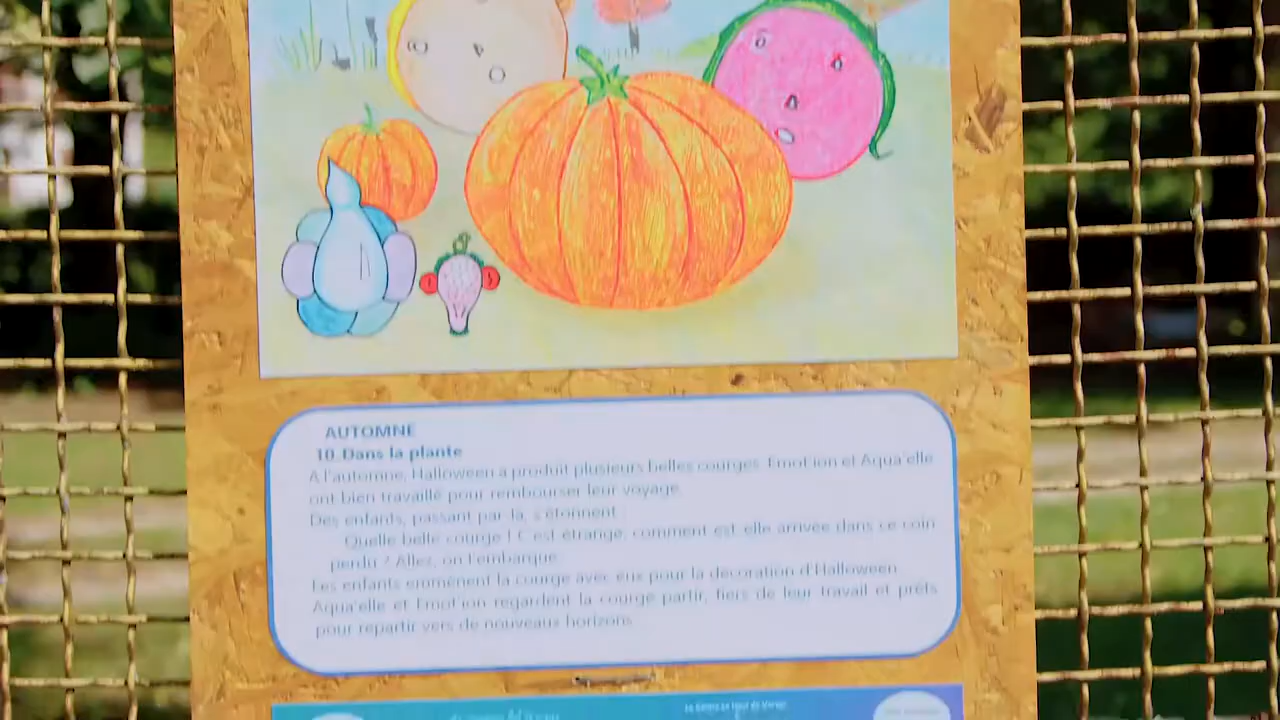 AUTOMNE
10.Dans la plante
A l'automne, Halloween a produit plusieurs belles courges. Emot'ion et Aqua'elle
ont bien travaillé pour rembourser leur voyage.
Des enfants, passant par là, s'étonnent :
Quelle belle courge ! C'est étrange, comment est-elle arrivée dans ce coin
perdu ? Allez, on l'embarque.
Les enfants emmènent la courge avec eux pour la décoration d'Halloween.
Aqua'elle et Emot'ion regardent la courge partir, fiers de leur travail et prêts
pour repartir vers de nouveaux horizons.